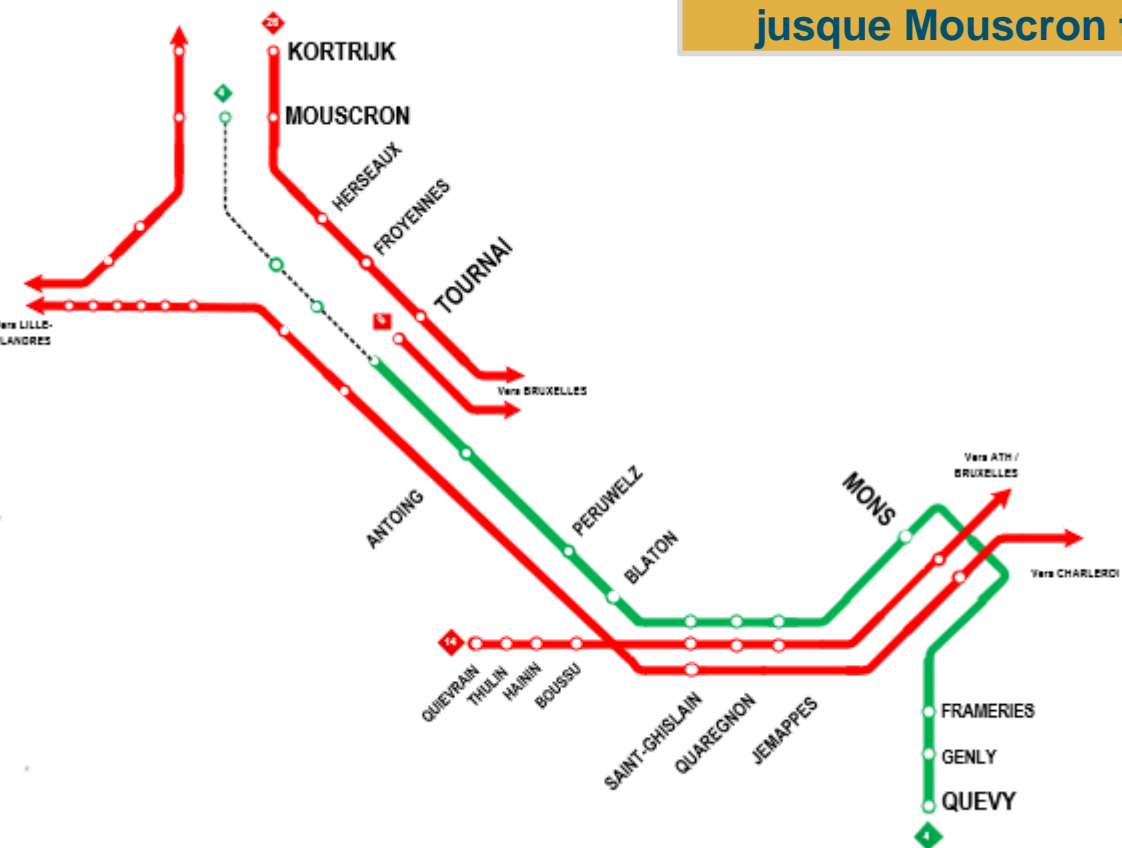 jusque Mouscron
28
KORTRIJK
4
MOUSCRON
HERSEAUX
FROYENNES
TOURNAI
Vers LILLE-
LANDRES
Vers BRUXELLES
ANTOING
PERUWELZ
BLATON
MONS
Vers ATH /
BRUXELLES
Vers CHARLEROI
14
QUIEVRAIN
THULIN
HAININ
BOUSSU
SAINT-GHISLAIN
QUAREGNON
JEMAPPES
FRAMERIES
GENLY
QUEVY
4